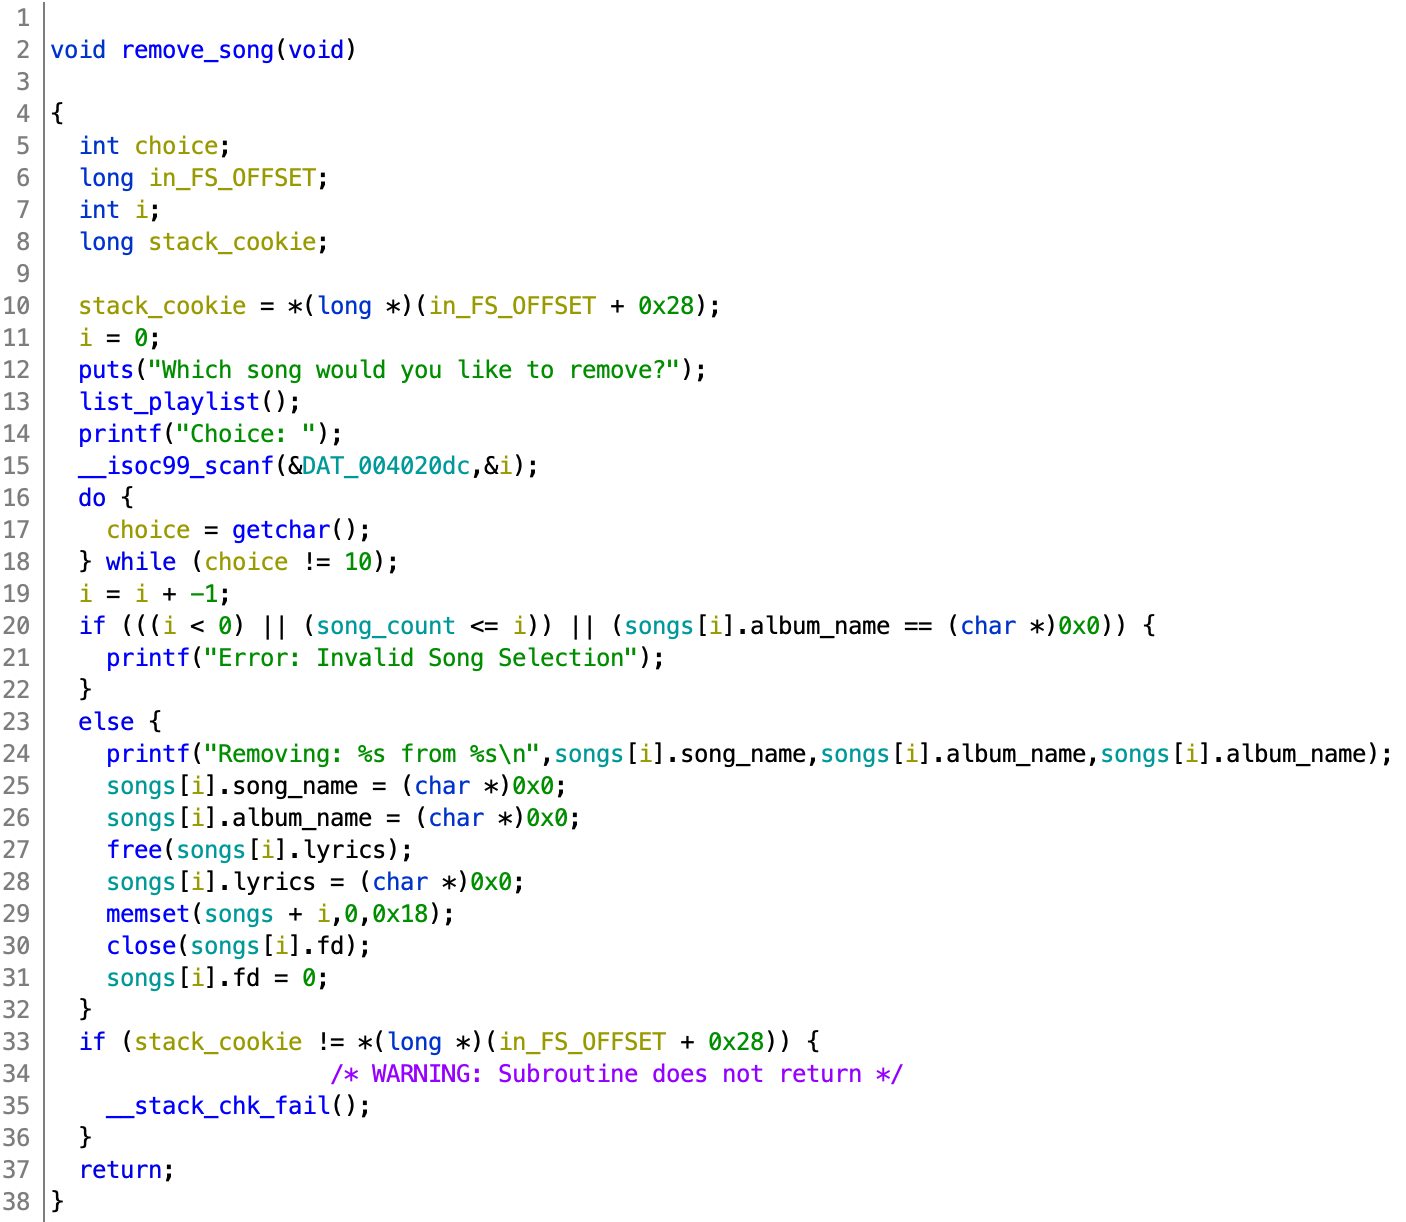 1
2 void remove_song(void)
3
4 {
5   int choice;
6   long in_FS_OFFSET;
7   int i;
8   long stack_cookie;
9
10   stack_cookie = *(long *)(in_FS_OFFSET + 0x28);
11   i = 0;
12   puts("Which song would you like to remove?");
13   list_playlist();
14   printf("Choice: ");
15   __isoc99_scanf(&DAT_004020dc,&i);
16   do {
17     choice = getchar();
18   } while (choice != 10);
19   i = i + -1;
20   if (((i < 0) || (song_count <= i)) || (songs[i].album_name == (char *)0x0)) {
21     printf("Error: Invalid Song Selection");
22   }
23   else {
24     printf("Removing: %s from %s\n",songs[i].song_name,songs[i].album_name,songs[i].album_name);
25     songs[i].song_name = (char *)0x0;
26     songs[i].album_name = (char *)0x0;
27     free(songs[i].lyrics);
28     songs[i].lyrics = (char *)0x0;
29     memset(songs + i,0,0x18);
30     close(songs[i].fd);
31     songs[i].fd = 0;
32   }
33   if (stack_cookie != *(long *)(in_FS_OFFSET + 0x28)) {
34                     /* WARNING: Subroutine does not return */
35     __stack_chk_fail();
36   }
37   return;
38 }